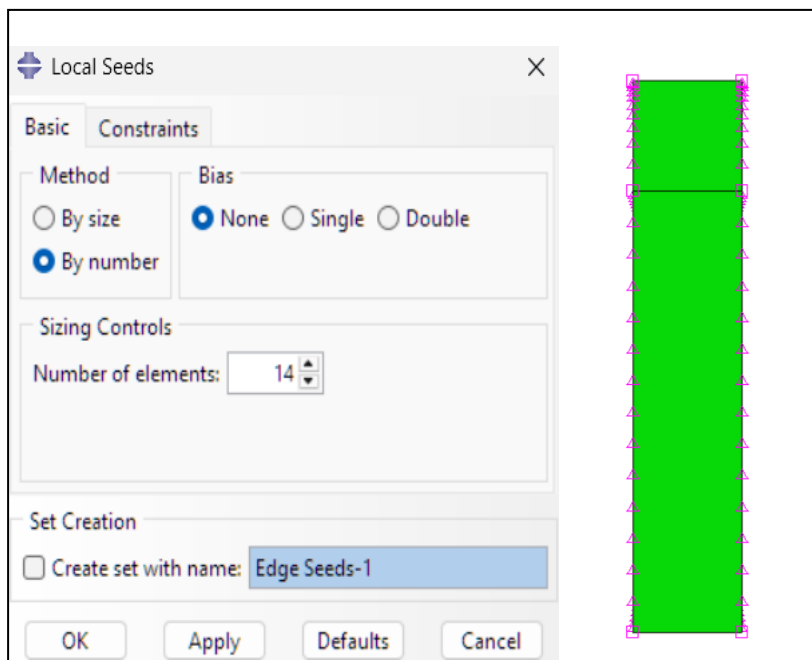 Local Seeds
Basic Constraints
Method Bias
By size None Single Double
By number
Sizing Controls
Number of elements: 14
Set Creation
Create set with name: Edge Seeds-1
OK Apply Defaults Cancel